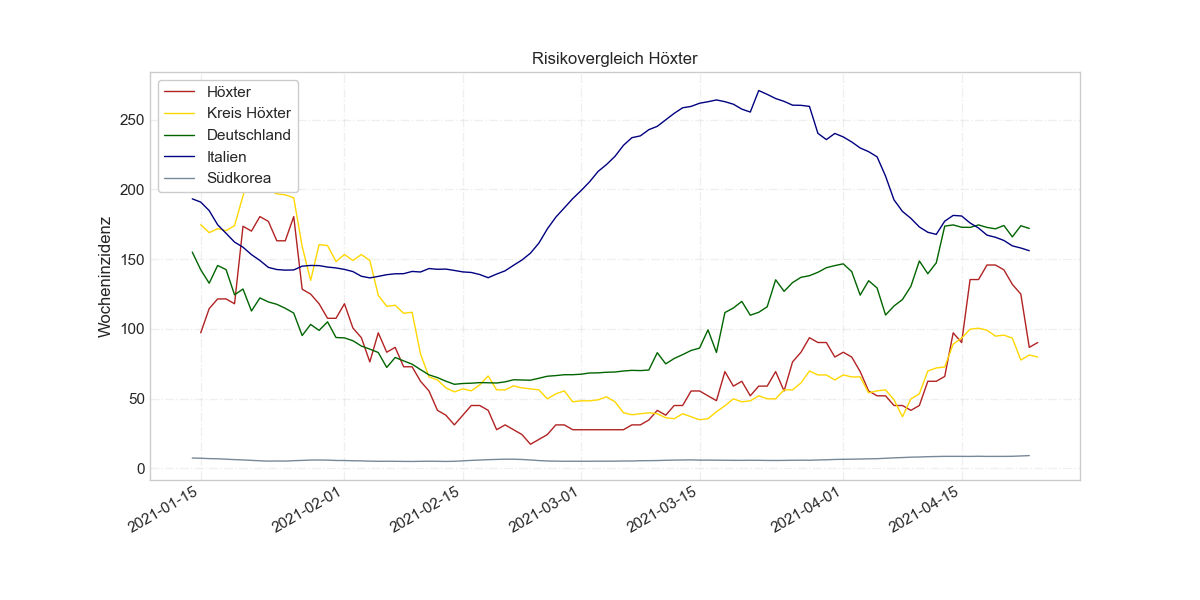 Risikovergleich Höxter
Höxter
Kreis Höxter
Deutschland
Italien
Südkorea
Wocheninzidenz
250
200
150
100
50
0
2021-01-15
2021-02-01
2021-02-15
2021-03-01
2021-03-15
2021-04-01
2021-04-15